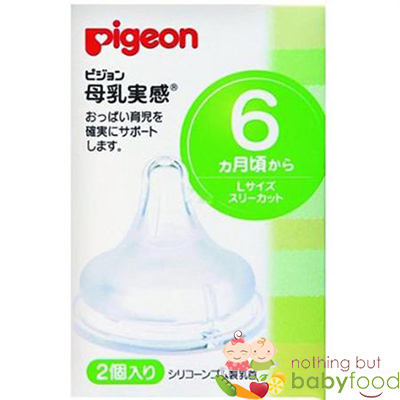 pigeon
ピジョン
母乳実感®
おっぱい育児を
確実にサポート
します。
6
ヵ月頃から
Lサイズ
スリーカット
2個入り
シリコーンゴム製乳首
nothing but
babyfood